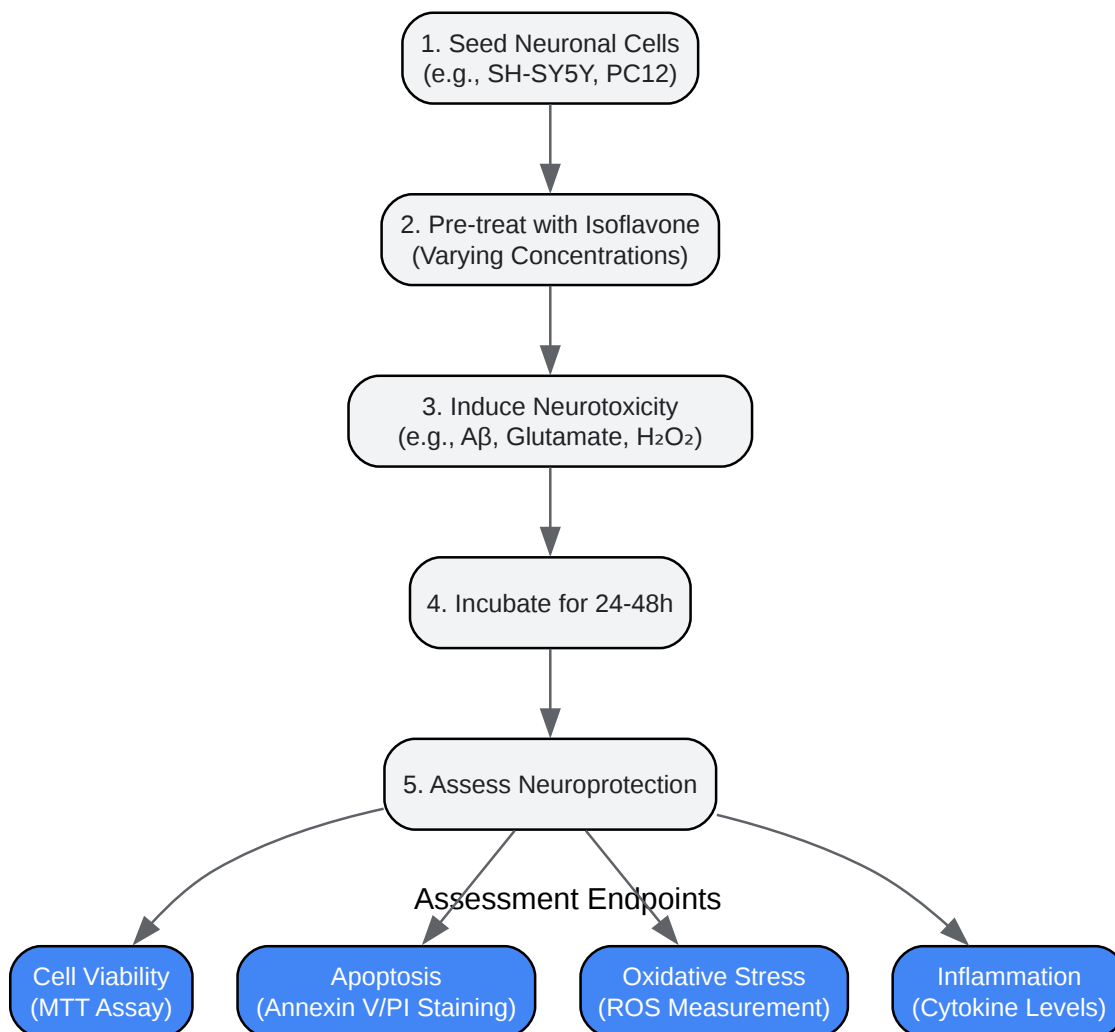 1. Seed Neuronal Cells
(e.g., SH-SY5Y, PC12)
2. Pre-treat with Isoflavone
(Varying Concentrations)
3. Induce Neurotoxicity
(e.g., Aβ, Glutamate, H₂O₂)
4. Incubate for 24-48h
5. Assess Neuroprotection
Assessment Endpoints
Cell Viability
(MTT Assay)
Apoptosis
(Annexin V/PI Staining)
Oxidative Stress
(ROS Measurement)
Inflammation
(Cytokine Levels)